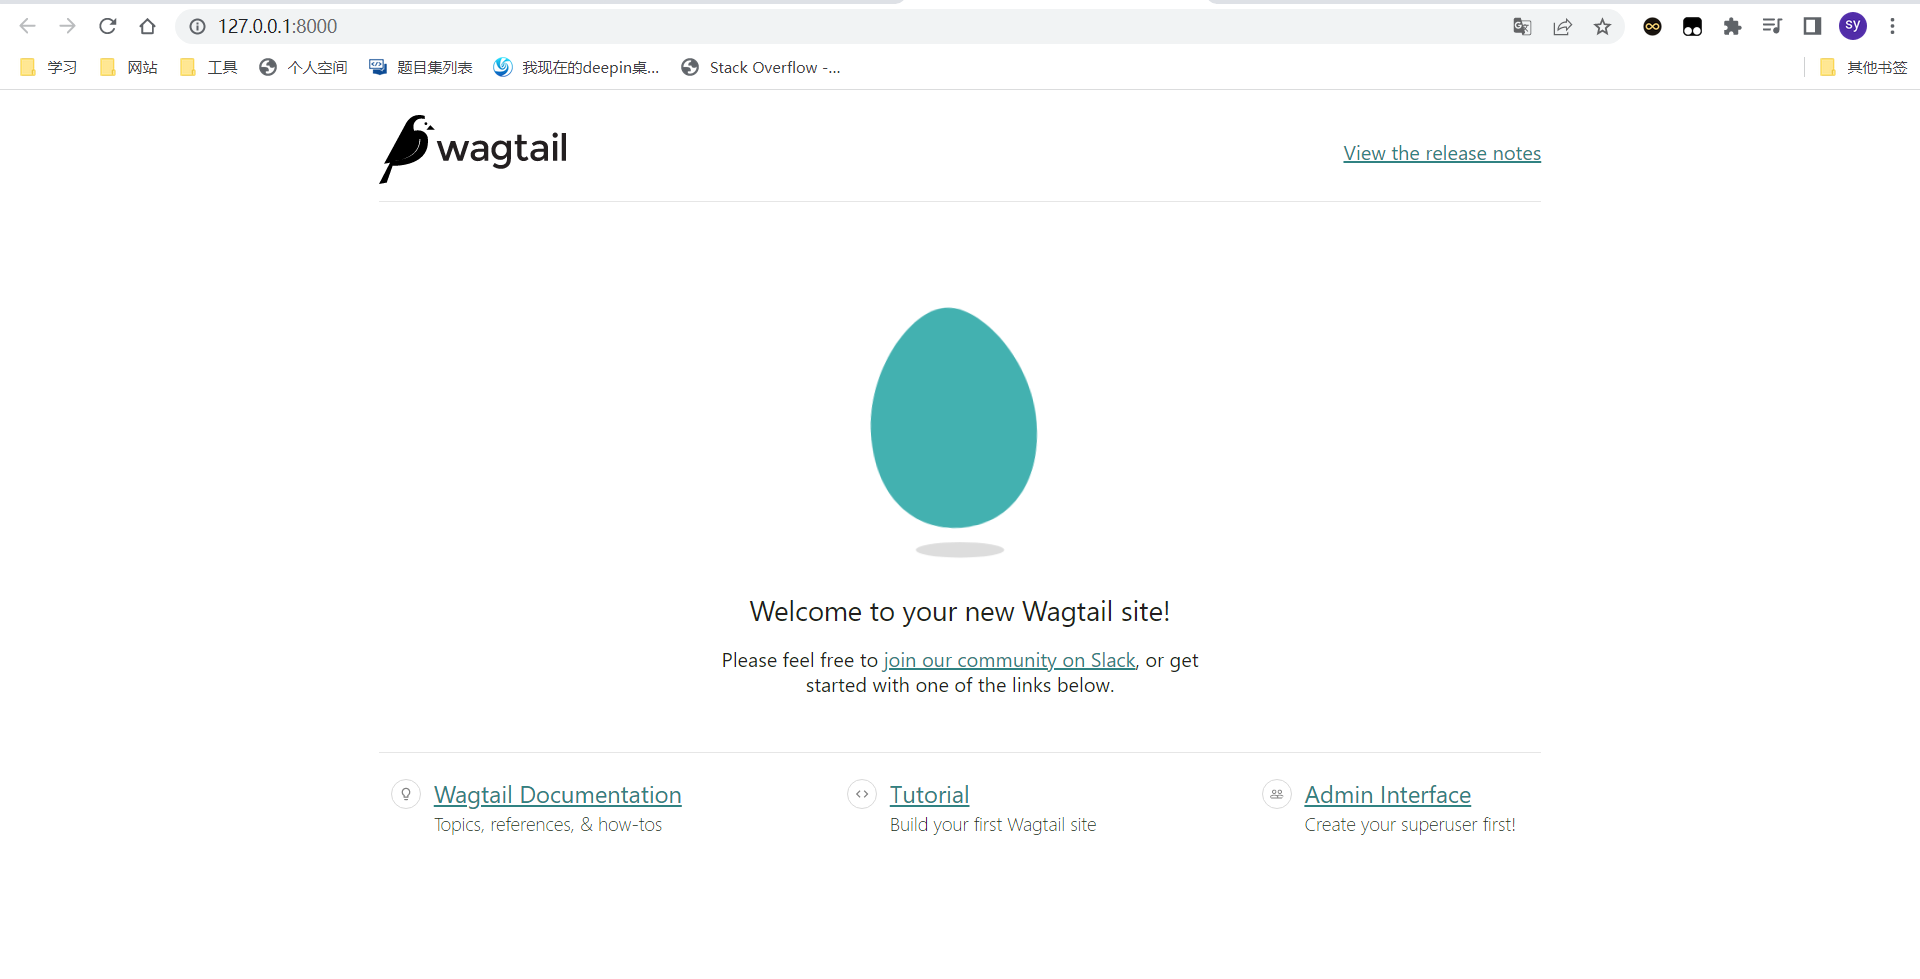 127.0.0.1:8000
sy
学习 网站 工具 个人空间 题目集列表 我现在的deepin桌... Stack Overflow -... 其他书签
wagtail
View the release notes
Welcome to your new Wagtail site!
Please feel free to join our community on Slack, or get
started with one of the links below.
Wagtail Documentation
Topics, references, & how-tos
Tutorial
Build your first Wagtail site
Admin Interface
Create your superuser first!